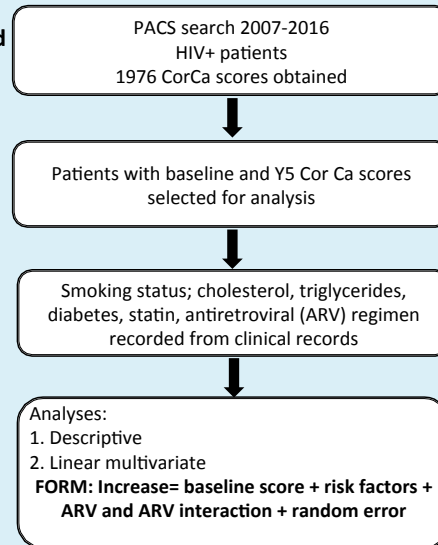 d
PACS search 2007-2016
HIV+ patients
1976 CorCa scores obtained
Patients with baseline and Y5 Cor Ca scores
selected for analysis
Smoking status; cholesterol, triglycerides,
diabetes, statin, antiretroviral (ARV) regimen
recorded from clinical records
Analyses:
1. Descriptive
2. Linear multivariate
FORM: Increase= baseline score + risk factors +
ARV and ARV interaction + random error